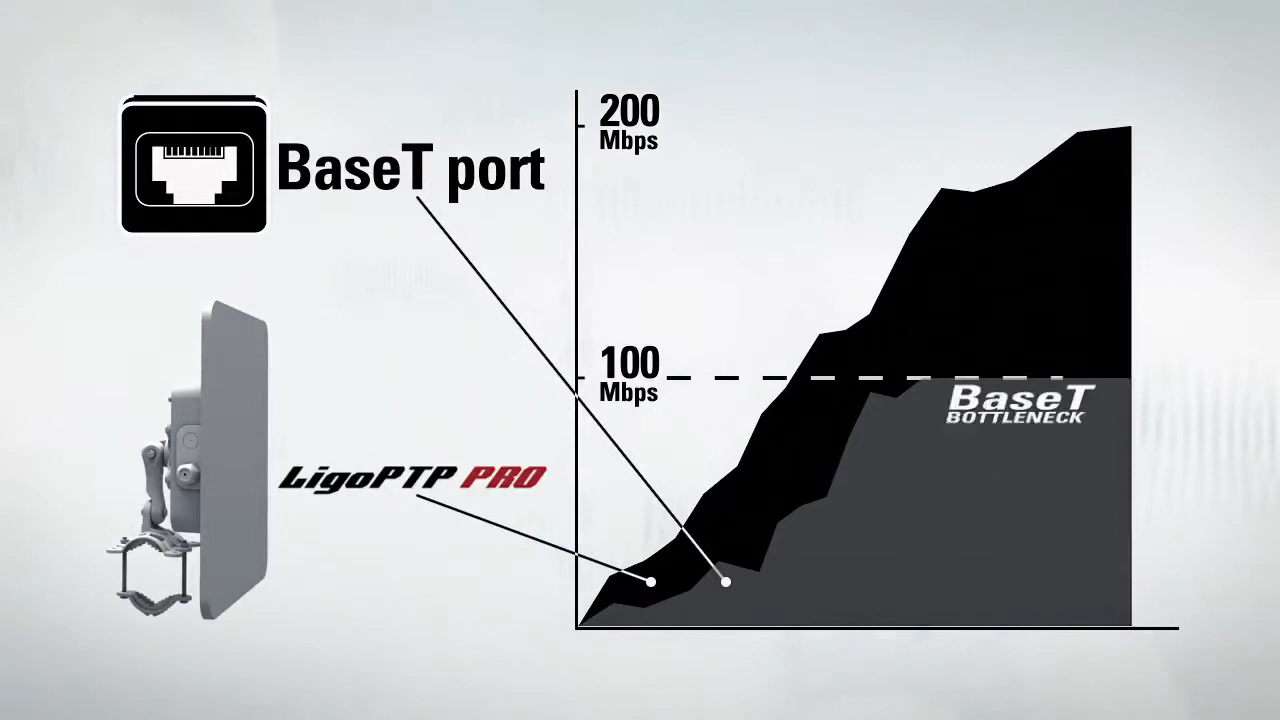 BaseT port
LigoPTP PRO
200
Mbps
100
Mbps
BaseT
BOTTLENECK